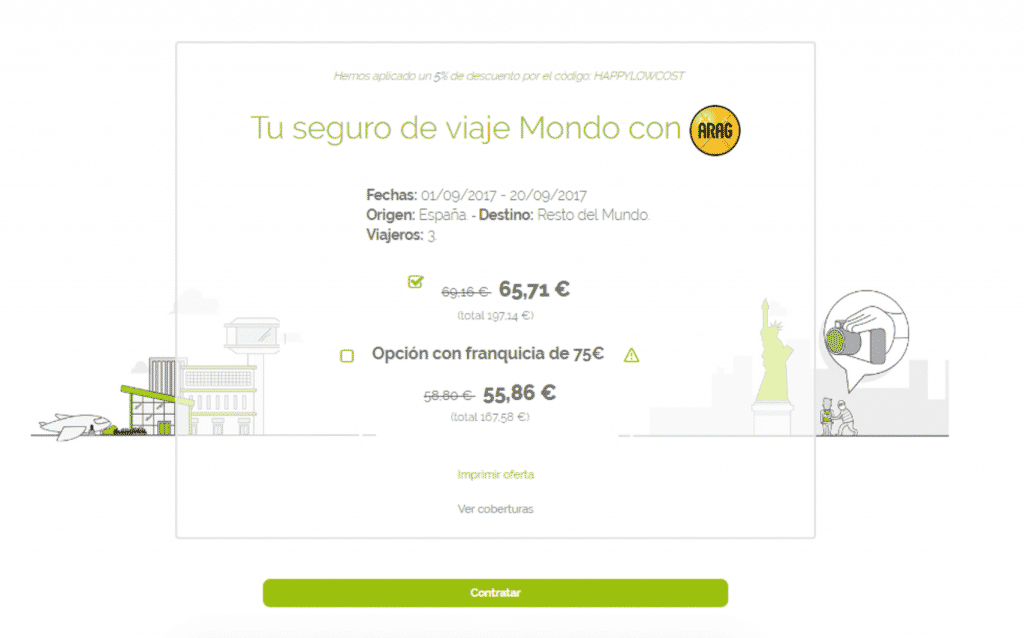 Hemos aplicado un 5% de descuento por el código: HAPPYLOWCOST
Tu seguro de viaje Mondo con ARAG
Fechas: 01/09/2017 - 20/09/2017
Origen: España. - Destino: Resto del Mundo.
Viajeros: 3.
69,16 € 65,71 €
(total 197,14 €)
Opción con franquicia de 75€
58,80 € 55,86 €
(total 167,58 €)
Imprimir oferta
Ver coberturas
Contratar